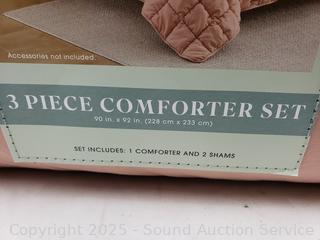 Accessories not included.
3 PIECE COMFORTER SET
90 in. x 92 in. (228 cm x 233 cm)
SET INCLUDES: 1 COMFORTER AND 2 SHAMS
Copyright © 2025 - Sound Auction Service